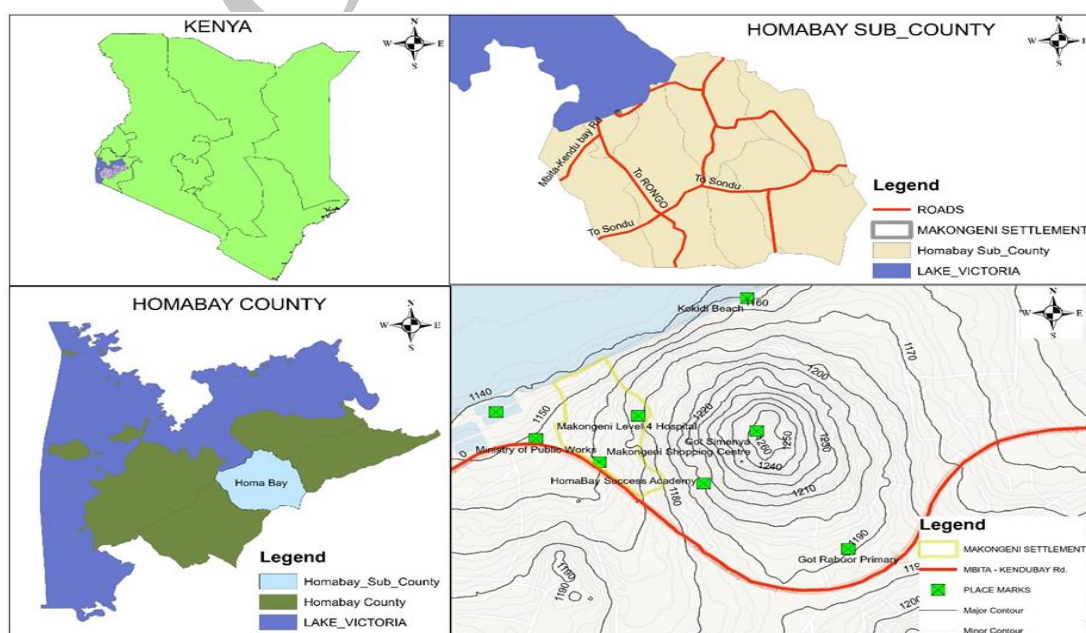 KENYA
N
W E
S
HOMABAY SUB_COUNTY
N
W E
S
Mbita-Kendu bay Rd
To RONGO
To Sondu
To Sondu
Legend
ROADS
MAKONGENI SETTLEMENT
Homabay Sub_County
LAKE_VICTORIA
HOMABAY COUNTY
N
W E
S
Homa Bay
Legend
Homabay_Sub_County
Homabay County
LAKE_VICTORIA
N
W E
S
1160
Kokidi Beach
1170
1140
1150
1200
1220
Makongeni Level 4 Hospital
Got Simenya
Ministry of Public Works
Makongeni Shopping Centre
1260
1250
1230
1240
HomaBay Success Academy
1180
1210
1190
Got Rabuor Primary
1190
1190
1200
Legend
MAKONGENI SETTLEMENT
MBITA - KENDUBAY Rd.
PLACE MARKS
Major Contour
Minor Contour